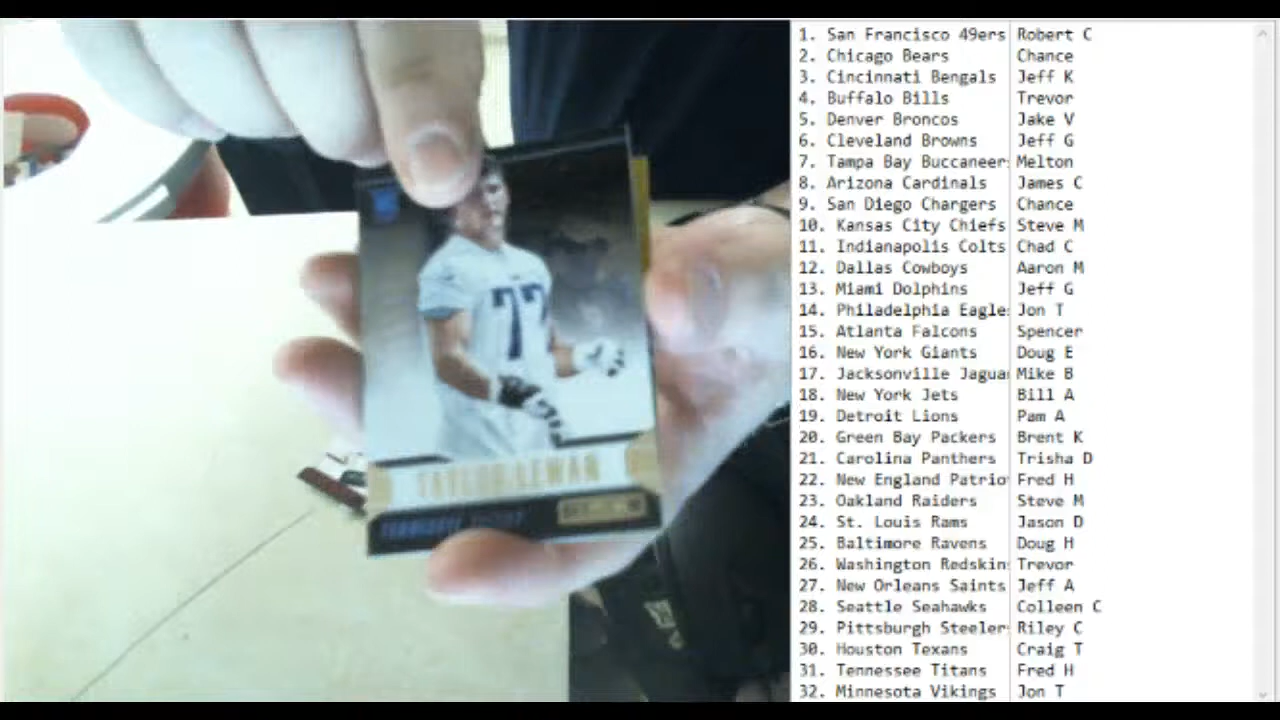 77
TAYLOR LEWAN
TENNESSEE TITANS
1. San Francisco 49ers Robert C
2. Chicago Bears Chance
3. Cincinnati Bengals Jeff K
4. Buffalo Bills Trevor
5. Denver Broncos Jake V
6. Cleveland Browns Jeff G
7. Tampa Bay Buccaneer Melton
8. Arizona Cardinals James C
9. San Diego Chargers Chance
10. Kansas City Chiefs Steve M
11. Indianapolis Colts Chad C
12. Dallas Cowboys Aaron M
13. Miami Dolphins Jeff G
14. Philadelphia Eagle Jon T
15. Atlanta Falcons Spencer
16. New York Giants Doug E
17. Jacksonville Jagua Mike B
18. New York Jets Bill A
19. Detroit Lions Pam A
20. Green Bay Packers Brent K
21. Carolina Panthers Trisha D
22. New England Patrio Fred H
23. Oakland Raiders Steve M
24. St. Louis Rams Jason D
25. Baltimore Ravens Doug H
26. Washington Redskin Trevor
27. New Orleans Saints Jeff A
28. Seattle Seahawks Colleen C
29. Pittsburgh Steeler Riley C
30. Houston Texans Craig T
31. Tennessee Titans Fred H
32. Minnesota Vikings Jon T